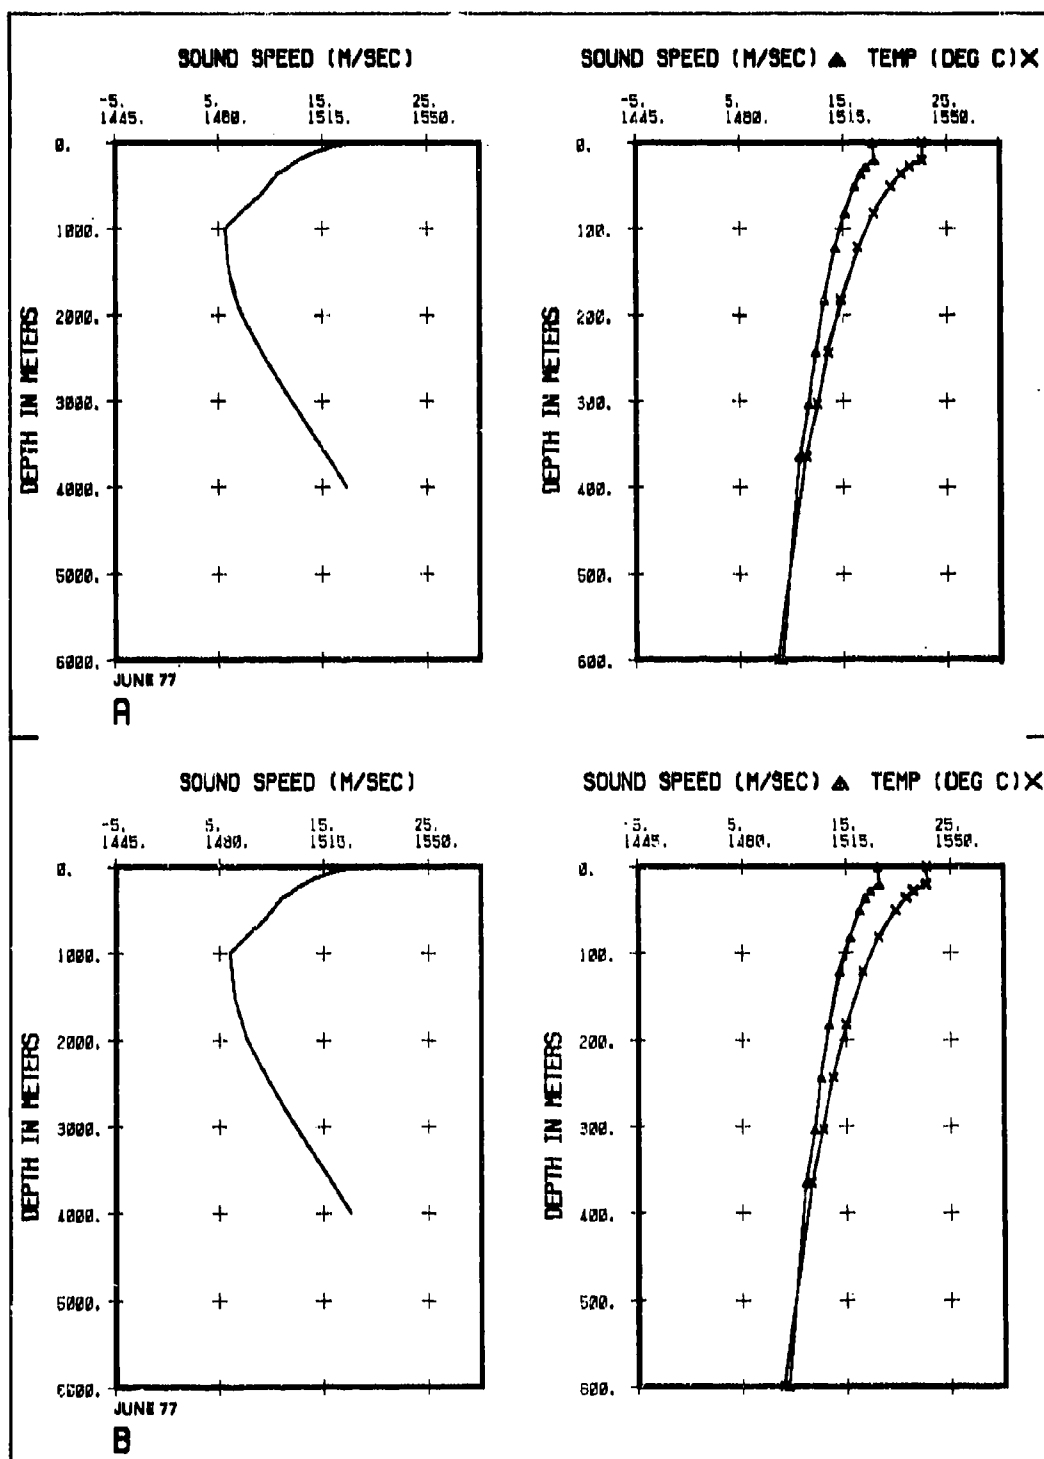 SOUND SPEED (M/SEC)
SOUND SPEED (M/SEC) ▲ TEMP (DEG C) X
-5. 5. 15. 25.
1445. 1480. 1515. 1550.
-5. 5. 15. 25.
1445. 1480. 1515. 1550.
DEPTH IN METERS
0.
1000.
2000.
3000.
4000.
5000.
6000.
DEPTH IN METERS
0.
100.
200.
300.
400.
500.
600.
JUNE 77
A
SOUND SPEED (M/SEC)
SOUND SPEED (M/SEC) ▲ TEMP (DEG C) X
-5. 5. 15. 25.
1445. 1480. 1515. 1550.
-5. 5. 15. 25.
1445. 1480. 1515. 1550.
DEPTH IN METERS
0.
1000.
2000.
3000.
4000.
5000.
6000.
DEPTH IN METERS
0.
100.
200.
300.
400.
500.
600.
JUNE 77
B